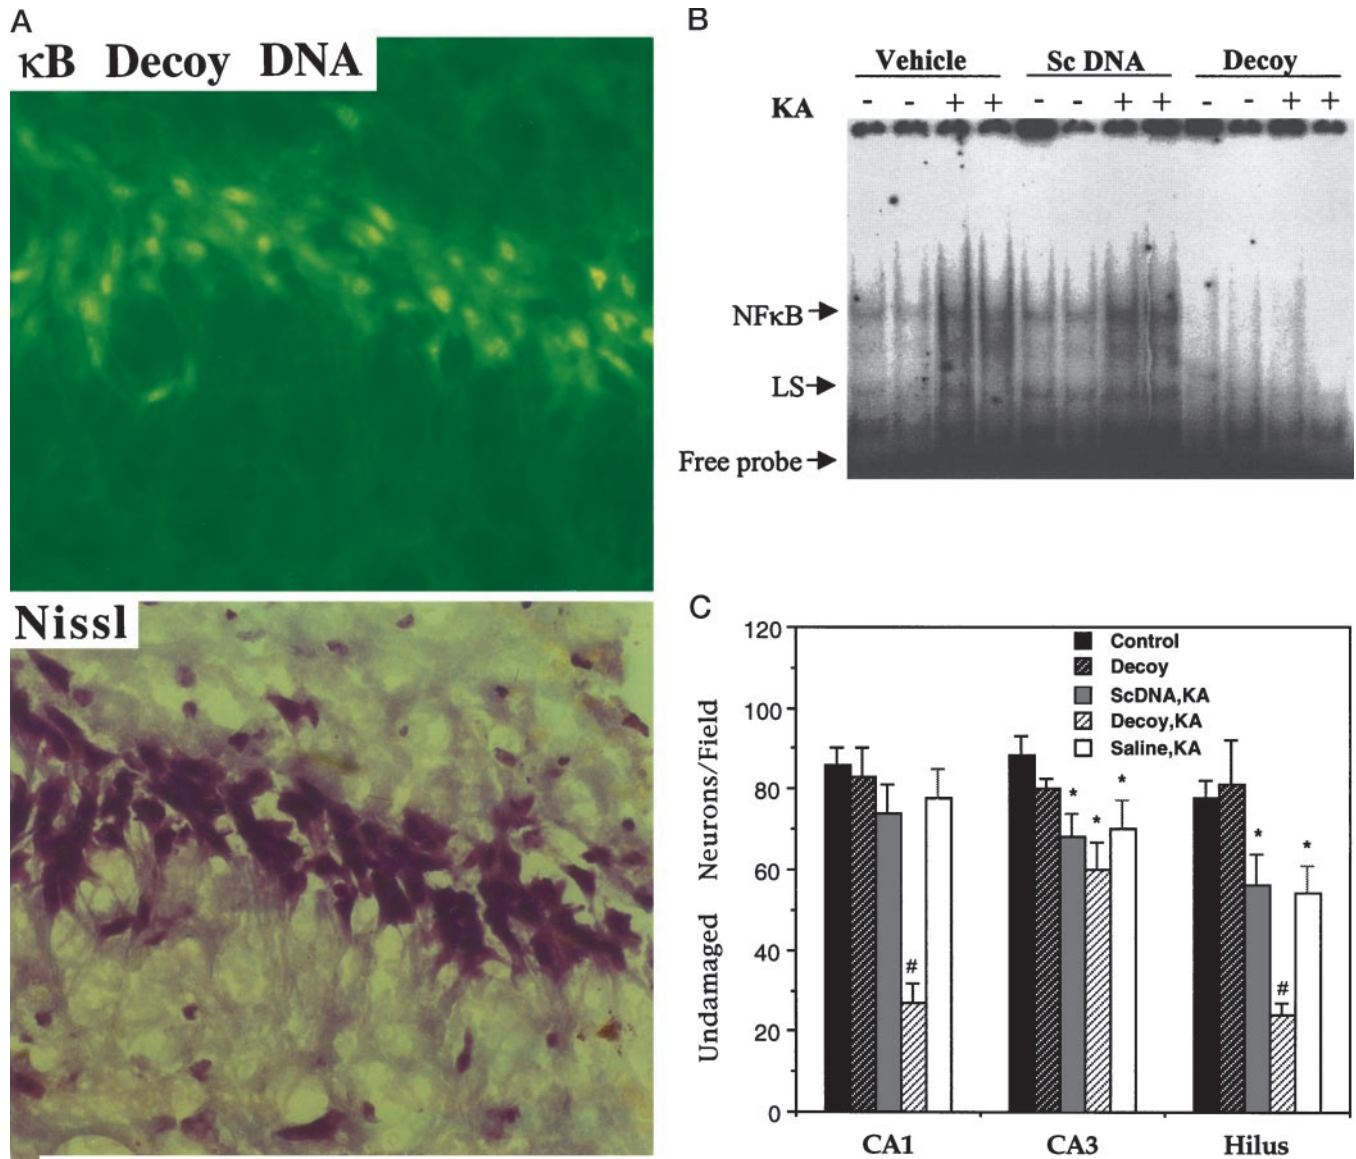 A
κB Decoy DNA
Nissl
B
Vehicle Sc DNA Decoy
KA - - + + - - + + - - + +
NFκB
LS
Free probe
C
120
100
80
60
40
20
0
Undamaged Neurons/Field
Control
Decoy
ScDNA,KA
Decoy,KA
Saline,KA
#
* * *
* # *
CA1 CA3 Hilus